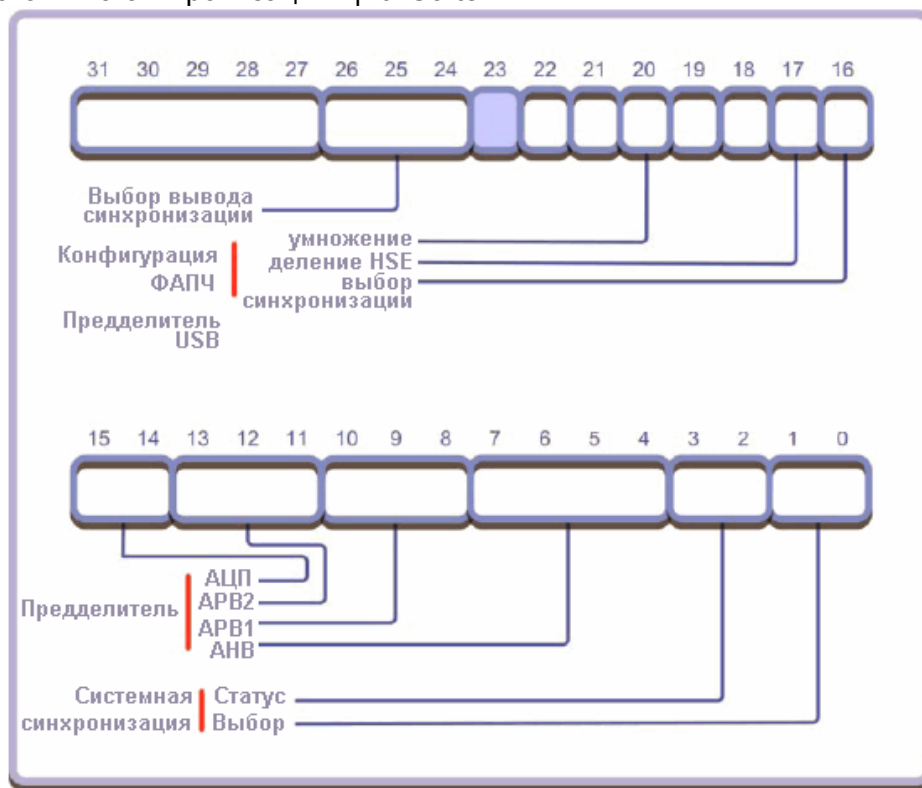 31 30 29 28 27 26 25 24 23 22 21 20 19 18 17 16
Выбор вывода
синхронизации
умножение
деление HSE
выбор
синхронизации
Конфигурация
ФАПЧ
Предделитель
USB
15 14 13 12 11 10 9 8 7 6 5 4 3 2 1 0
Предделитель
АЦП
APB2
APB1
AHB
Системная
синхронизация
Статус
Выбор